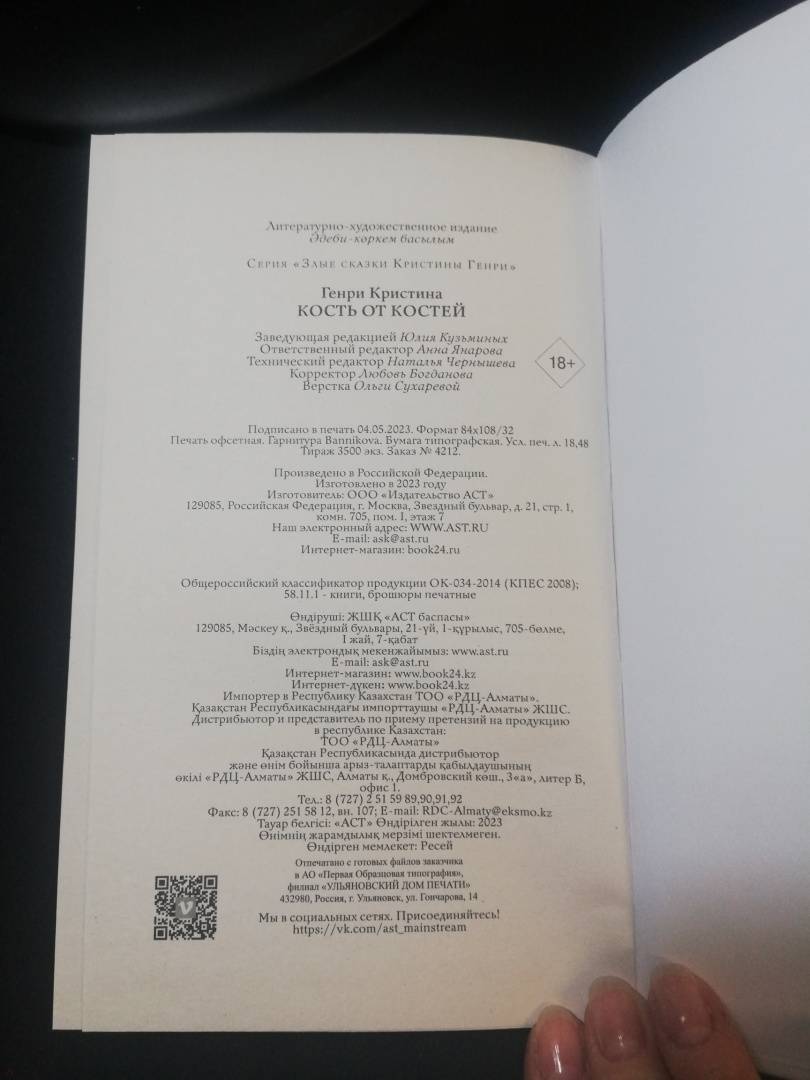 Литературно-художественное издание
Әдеби-көркем басылым
Серия «Злые сказки Кристины Генри»
Генри Кристина
КОСТЬ ОТ КОСТЕЙ
Заведующая редакцией Юлия Кузьминых
Ответственный редактор Анна Янарова
Технический редактор Наталья Чернышева
Корректор Любовь Богданова
Верстка Ольги Сухаревой
18+
Подписано в печать 04.05.2023. Формат 84x108/32
Печать офсетная. Гарнитура Bannikova. Бумага типографская. Усл. печ. л. 18,48
Тираж 3500 экз. Заказ № 4212.
Произведено в Российской Федерации.
Изготовлено в 2023 году
Изготовитель: ООО «Издательство АСТ»
129085, Российская Федерация, г. Москва, Звездный бульвар, д. 21, стр. 1,
комн. 705, пом. I, этаж 7
Наш электронный адрес: WWW.AST.RU
E-mail: ask@ast.ru
Интернет-магазин: book24.ru
Общероссийский классификатор продукции ОК-034-2014 (КПЕС 2008);
58.11.1 - книги, брошюры печатные
Өндіруші: ЖШҚ «АСТ баспасы»
129085, Мәскеу қ., Звёздный бульвары, 21-үй, 1-құрылыс, 705-бөлме,
I жай, 7-қабат
Біздің электрондық мекенжайымыз: www.ast.ru
E-mail: ask@ast.ru
Интернет-магазин: www.book24.kz
Интернет-дүкен: www.book24.kz
Импортер в Республику Казахстан ТОО «РДЦ-Алматы».
Қазақстан Республикасындағы импорттаушы «РДЦ-Алматы» ЖШС.
Дистрибьютор и представитель по приему претензий на продукцию
в республике Казахстан:
ТОО «РДЦ-Алматы»
Қазақстан Республикасында дистрибьютор
және өнім бойынша арыз-талаптарды қабылдаушының
өкілі «РДЦ-Алматы» ЖШС, Алматы қ., Домбровский көш., 3«а», литер Б,
офис 1.
Тел.: 8 (727) 2 51 59 89,90,91,92
Факс: 8 (727) 251 58 12, вн. 107; E-mail: RDC-Almaty@eksmo.kz
Тауар белгісі: «АСТ» Өндірілген жылы: 2023
Өнімнің жарамдылық мерзімі шектелмеген.
Өндірген мемлекет: Ресей
Отпечатано с готовых файлов заказчика
в АО «Первая Образцовая типография»,
филиал «УЛЬЯНОВСКИЙ ДОМ ПЕЧАТИ»
432980, Россия, г. Ульяновск, ул. Гончарова, 14
Мы в социальных сетях. Присоединяйтесь!
https://vk.com/ast_mainstream